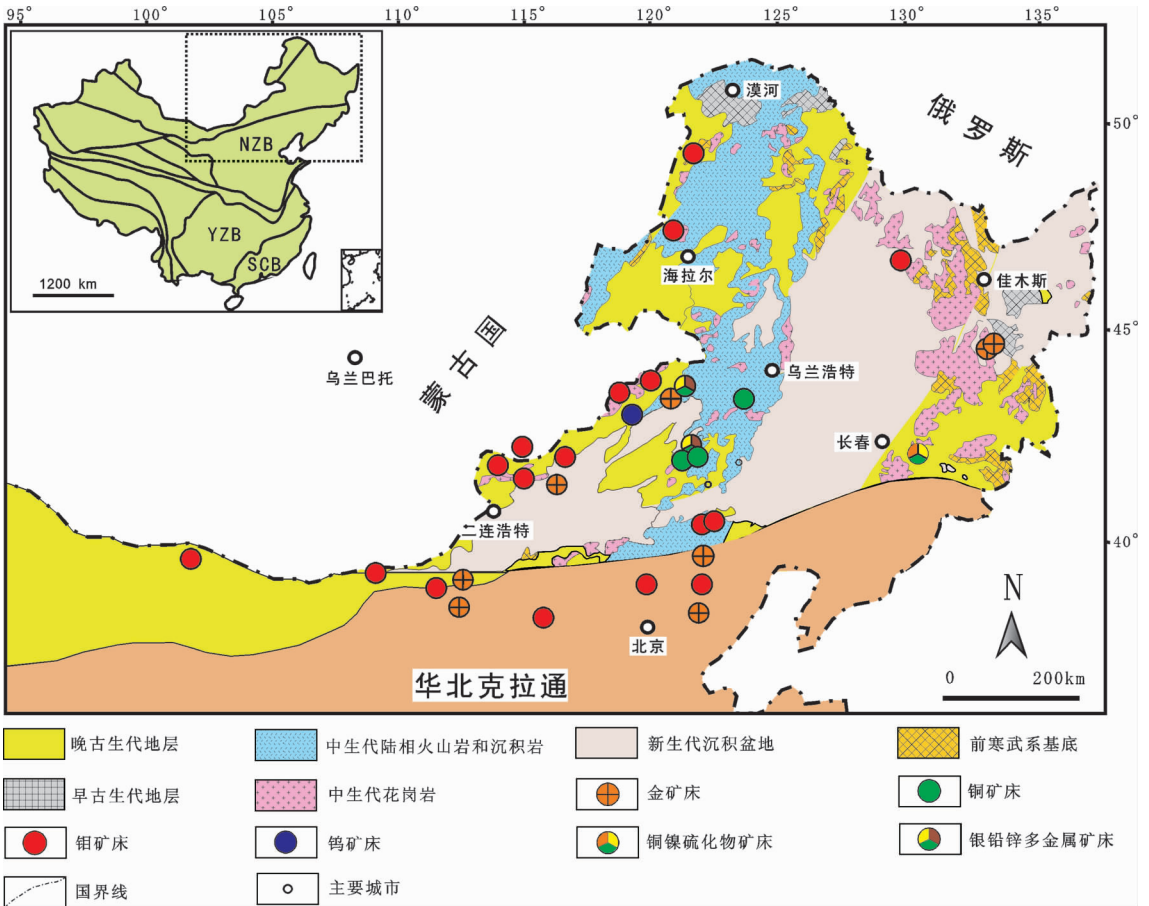 95° 100° 105° 110° 115° 120° 125° 130° 135°
NZB
YZB
SCB
1200 km
漠河
俄罗斯
50°
海拉尔
佳木斯
45°
乌兰巴托
蒙古国
乌兰浩特
长春
二连浩特
40°
北京
N
华北克拉通
0 200km
晚古生代地层 中生代陆相火山岩和沉积岩 新生代沉积盆地 前寒武系基底
早古生代地层 中生代花岗岩 金矿床 铜矿床
钼矿床 钨矿床 铜镍硫化物矿床 银铅锌多金属矿床
国界线 主要城市